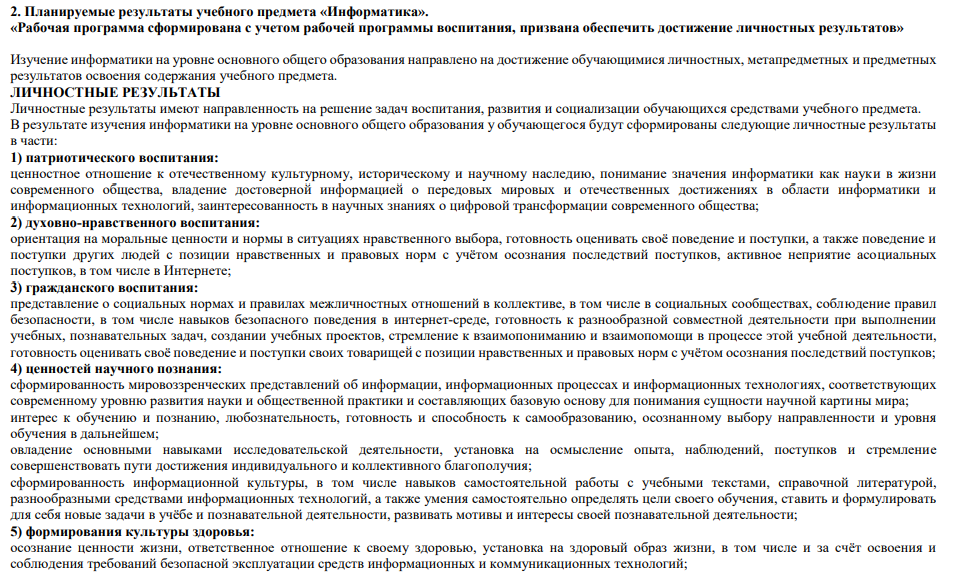 2. Планируемые результаты учебного предмета «Информатика».
«Рабочая программа сформирована с учетом рабочей программы воспитания, призвана обеспечить достижение личностных результатов»
Изучение информатики на уровне основного общего образования направлено на достижение обучающимися личностных, метапредметных и предметных
результатов освоения содержания учебного предмета.
ЛИЧНОСТНЫЕ РЕЗУЛЬТАТЫ
Личностные результаты имеют направленность на решение задач воспитания, развития и социализации обучающихся средствами учебного предмета.
В результате изучения информатики на уровне основного общего образования у обучающегося будут сформированы следующие личностные результаты
в части:
1) патриотического воспитания:
ценностное отношение к отечественному культурному, историческому и научному наследию, понимание значения информатики как науки в жизни
современного общества, владение достоверной информацией о передовых мировых и отечественных достижениях в области информатики и
информационных технологий, заинтересованность в научных знаниях о цифровой трансформации современного общества;
2) духовно-нравственного воспитания:
ориентация на моральные ценности и нормы в ситуациях нравственного выбора, готовность оценивать своё поведение и поступки, а также поведение и
поступки других людей с позиции нравственных и правовых норм с учётом осознания последствий поступков, активное неприятие асоциальных
поступков, в том числе в Интернете;
3) гражданского воспитания:
представление о социальных нормах и правилах межличностных отношений в коллективе, в том числе в социальных сообществах, соблюдение правил
безопасности, в том числе навыков безопасного поведения в интернет-среде, готовность к разнообразной совместной деятельности при выполнении
учебных, познавательных задач, создании учебных проектов, стремление к взаимопониманию и взаимопомощи в процессе этой учебной деятельности,
готовность оценивать своё поведение и поступки своих товарищей с позиции нравственных и правовых норм с учётом осознания последствий поступков;
4) ценностей научного познания:
сформированность мировоззренческих представлений об информации, информационных процессах и информационных технологиях, соответствующих
современному уровню развития науки и общественной практики и составляющих базовую основу для понимания сущности научной картины мира;
интерес к обучению и познанию, любознательность, готовность и способность к самообразованию, осознанному выбору направленности и уровня
обучения в дальнейшем;
овладение основными навыками исследовательской деятельности, установка на осмысление опыта, наблюдений, поступков и стремление
совершенствовать пути достижения индивидуального и коллективного благополучия;
сформированность информационной культуры, в том числе навыков самостоятельной работы с учебными текстами, справочной литературой,
разнообразными средствами информационных технологий, а также умения самостоятельно определять цели своего обучения, ставить и формулировать
для себя новые задачи в учёбе и познавательной деятельности, развивать мотивы и интересы своей познавательной деятельности;
5) формирования культуры здоровья:
осознание ценности жизни, ответственное отношение к своему здоровью, установка на здоровый образ жизни, в том числе и за счёт освоения и
соблюдения требований безопасной эксплуатации средств информационных и коммуникационных технологий;